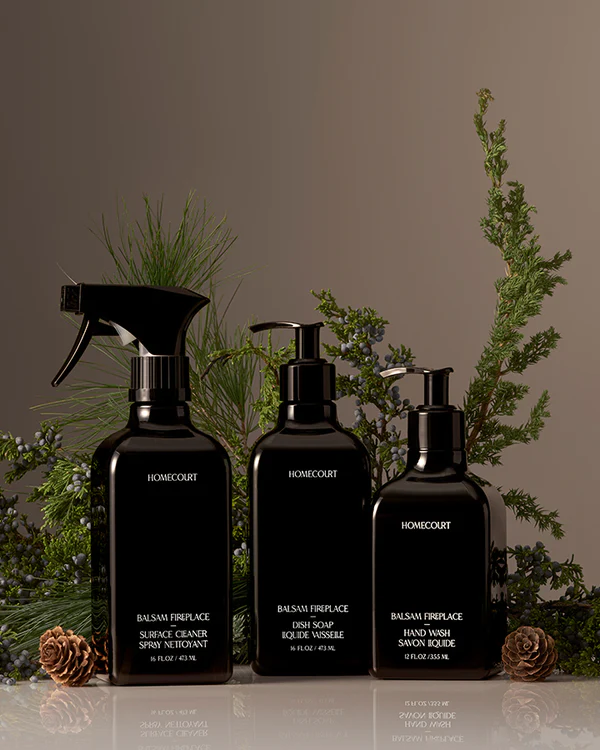 HOMECOURT
BALSAM FIREPLACE
–
SURFACE CLEANER
SPRAY NETTOYANT
16 FL OZ / 473 ML
HOMECOURT
BALSAM FIREPLACE
–
DISH SOAP
LIQUIDE VAISSELLE
16 FL OZ / 473 ML
HOMECOURT
BALSAM FIREPLACE
–
HAND WASH
SAVON LIQUIDE
12 FL OZ / 355 ML